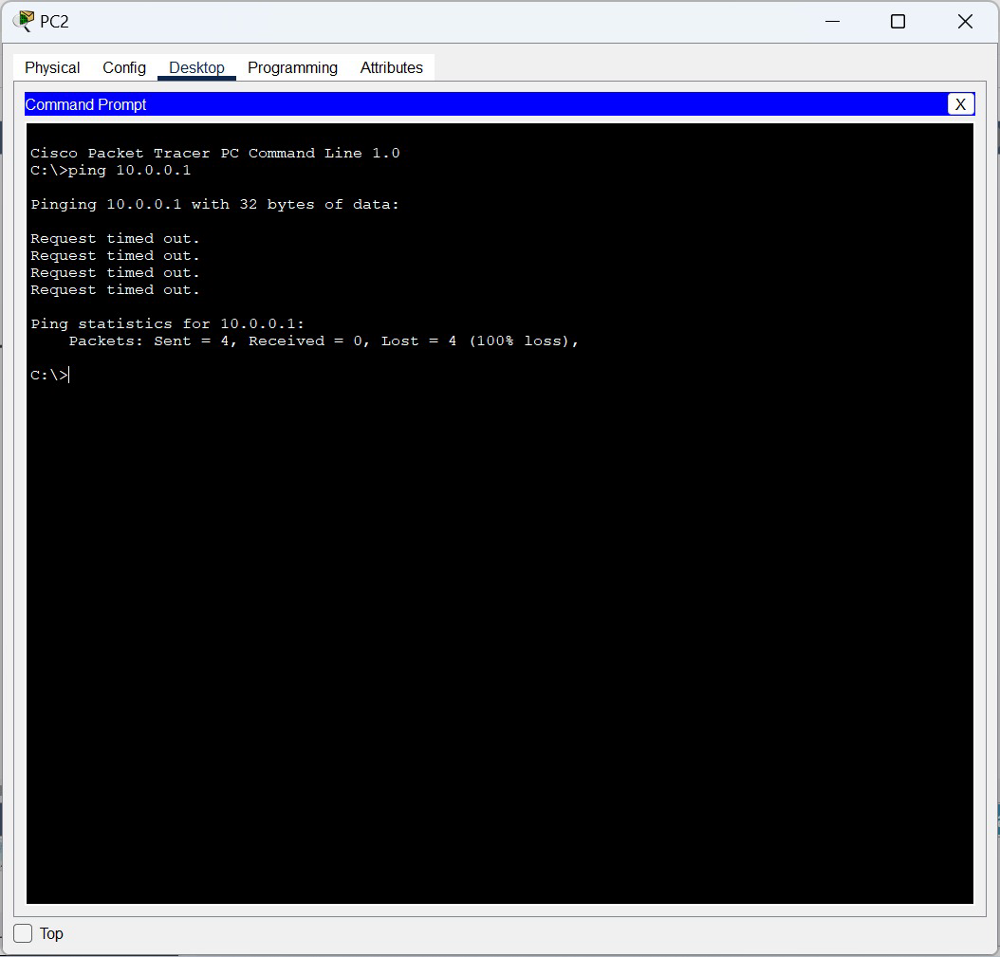 PC2
Physical Config Desktop Programming Attributes
Command Prompt X
Cisco Packet Tracer PC Command Line 1.0
C:\>ping 10.0.0.1
Pinging 10.0.0.1 with 32 bytes of data:
Request timed out.
Request timed out.
Request timed out.
Request timed out.
Ping statistics for 10.0.0.1:
    Packets: Sent = 4, Received = 0, Lost = 4 (100% loss),
C:\>
Top